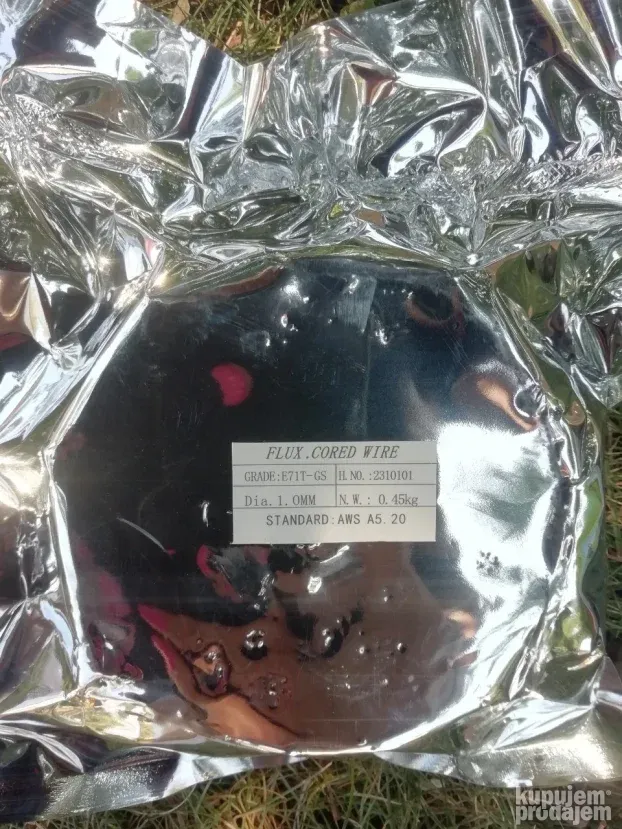 FLUX.CORED WIRE
GRADE:E71T-GS H.NO.:2310101
Dia.1.0MM N.W.: 0.45kg
STANDARD:AWS A5.20
kupujem
prodajem